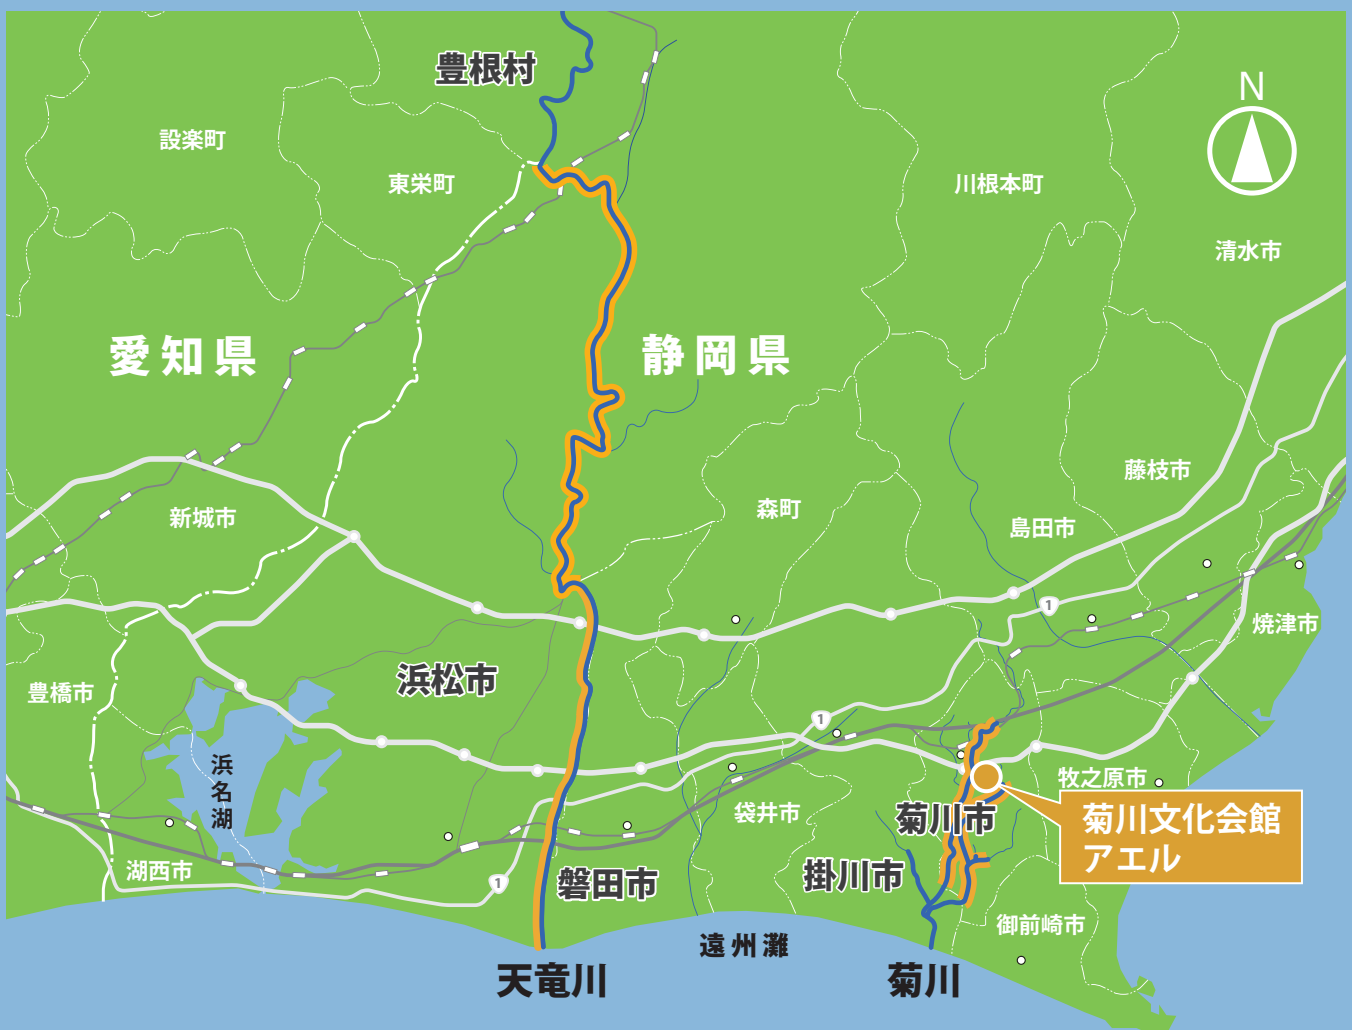 豊根村
N
設楽町
東栄町
川根本町
清水市
愛知県
静岡県
藤枝市
森町
新城市
島田市
1
焼津市
浜松市
豊橋市
1
浜名湖
牧之原市
袋井市
菊川市
菊川文化会館
アエル
湖西市
1
磐田市
掛川市
御前崎市
遠州灘
天竜川
菊川